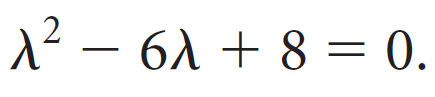 λ² − 6λ + 8 = 0.